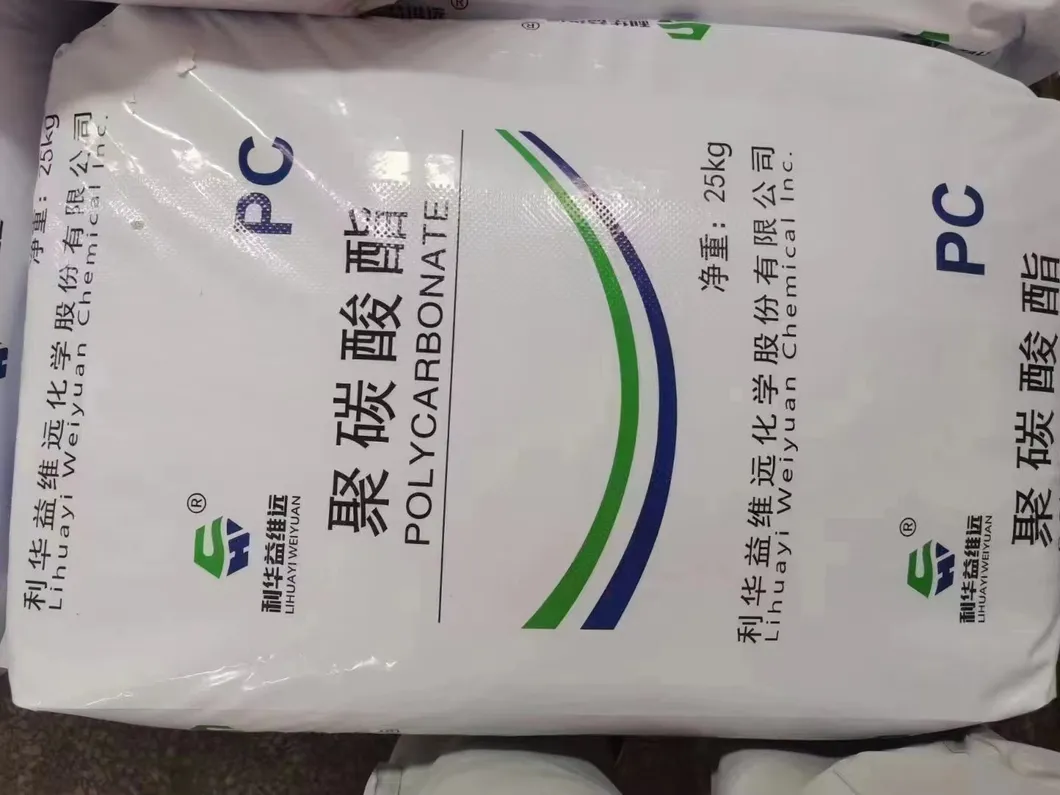 净重：25kg
利华益维远化学股份有限公司
Lihuayi Weiyuan Chemical Inc.
®
利华益维远
LIHUAYI WEIYUAN
PC
聚碳酸酯
POLYCARBONATE
净重：25kg
利华益维远化学股份有限公司
Lihuayi Weiyuan Chemical Inc.
®
利华益维远
LIHUAYI WEIYUAN
PC
聚碳酸酯